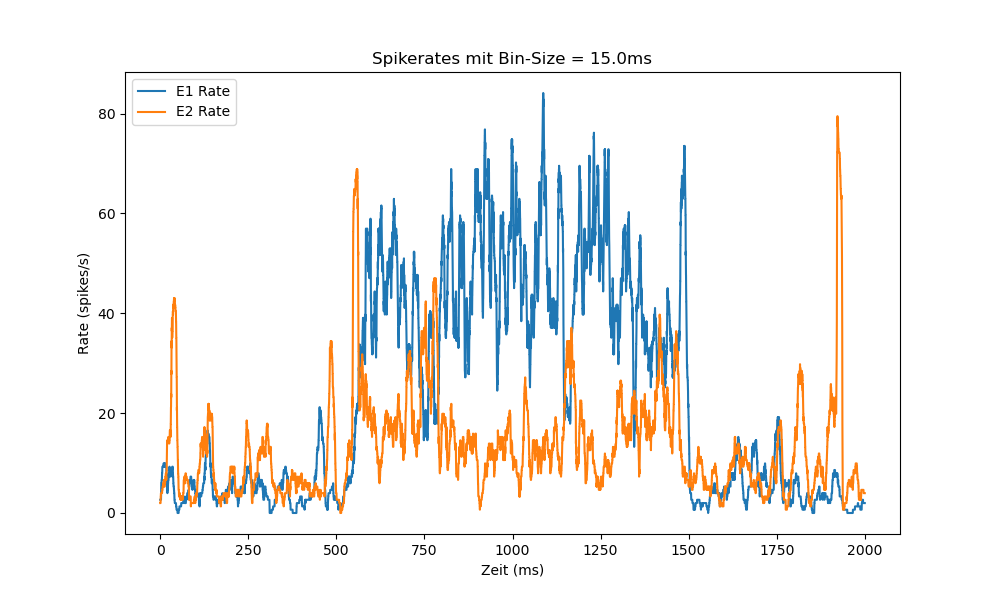 Spikerates mit Bin-Size = 15.0ms
E1 Rate
E2 Rate
80
60
40
20
0
Rate (spikes/s)
0 250 500 750 1000 1250 1500 1750 2000
Zeit (ms)